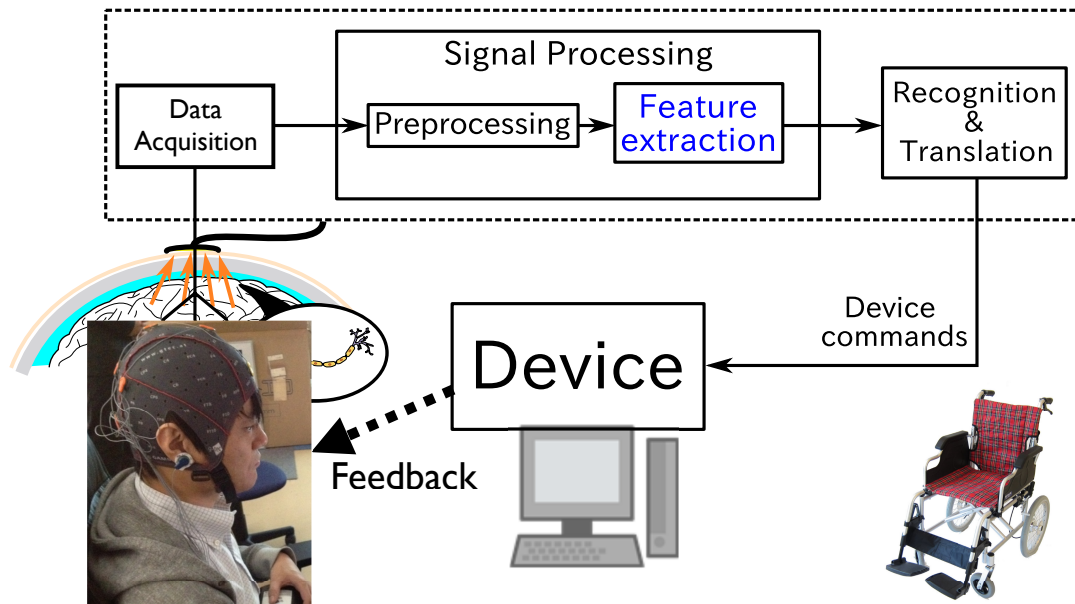 Signal Processing
Data
Acquisition
Preprocessing
Feature
extraction
Recognition
&
Translation
Device
commands
Device
Feedback